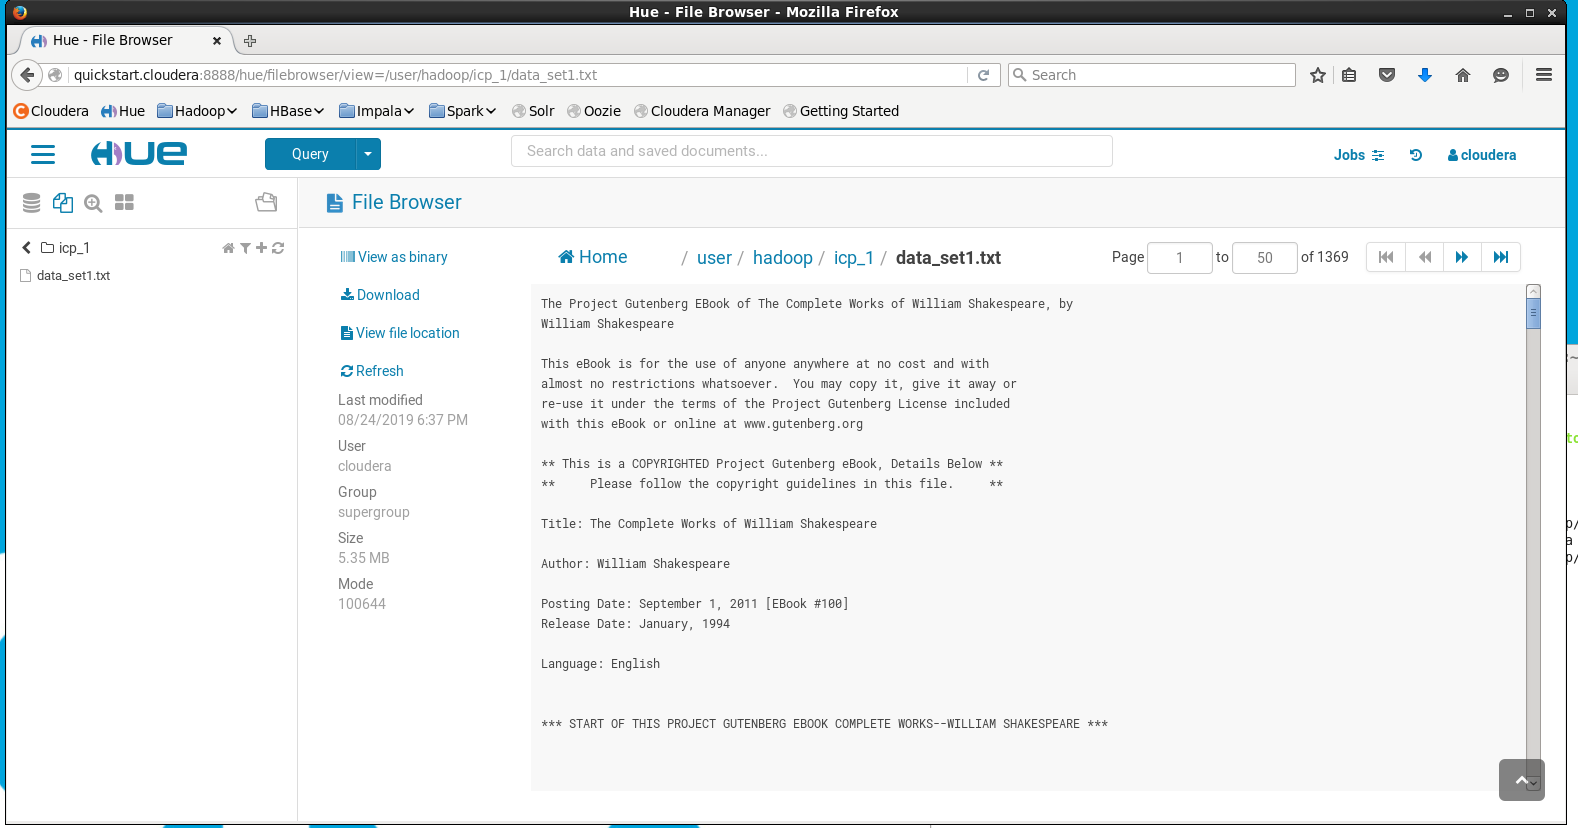 Hue - File Browser - Mozilla Firefox
Hue - File Browser
quickstart.cloudera:8888/hue/filebrowser/view=/user/hadoop/icp_1/data_set1.txt
Search
Cloudera Hue Hadoop HBase Impala Spark Solr Oozie Cloudera Manager Getting Started
HUE Query Search data and saved documents... Jobs cloudera
File Browser
icp_1
data_set1.txt
View as binary
Download
View file location
Refresh
Last modified
08/24/2019 6:37 PM
User
cloudera
Group
supergroup
Size
5.35 MB
Mode
100644
Home / user / hadoop / icp_1 / data_set1.txt
Page 1 to 50 of 1369
The Project Gutenberg EBook of The Complete Works of William Shakespeare, by
William Shakespeare
This eBook is for the use of anyone anywhere at no cost and with
almost no restrictions whatsoever.  You may copy it, give it away or
re-use it under the terms of the Project Gutenberg License included
with this eBook or online at www.gutenberg.org
** This is a COPYRIGHTED Project Gutenberg eBook, Details Below **
**     Please follow the copyright guidelines in this file.     **
Title: The Complete Works of William Shakespeare
Author: William Shakespeare
Posting Date: September 1, 2011 [EBook #100]
Release Date: January, 1994
Language: English
*** START OF THIS PROJECT GUTENBERG EBOOK COMPLETE WORKS--WILLIAM SHAKESPEARE ***